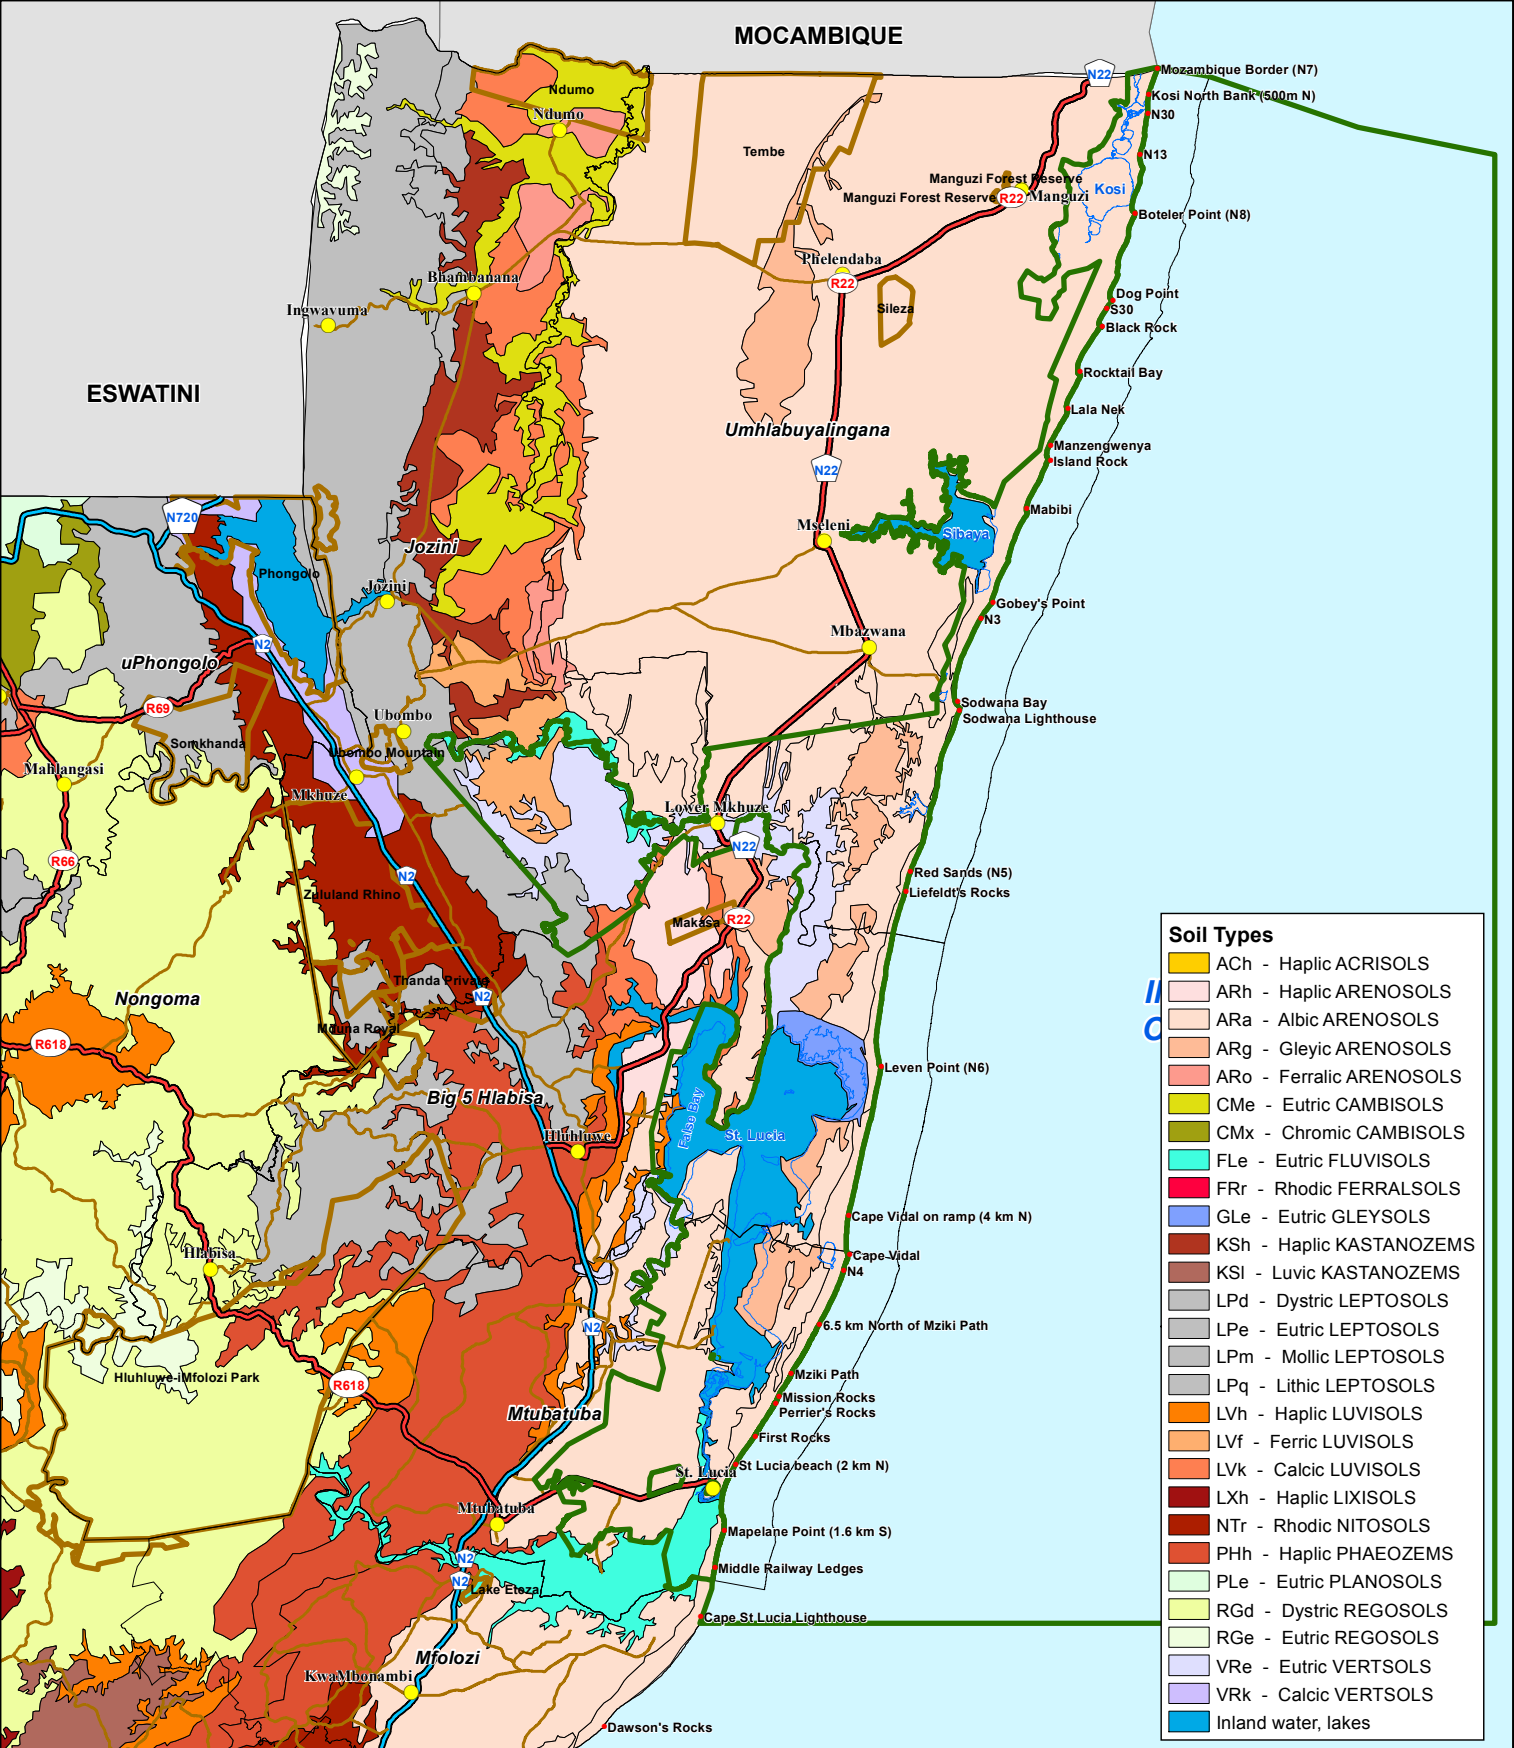 MOCAMBIQUE
N22
Mozambique Border (N7)
Kosi North Bank (500m N)
N30
Ndumo
Ndumo
Tembe
N13
Manguzi Forest Reserve
Manguzi Forest Reserve
R22
Manguzi
Kosi
Boteler Point (N8)
Phelendaba
R22
Bhambanana
Ingwavuma
Sileza
Dog Point
S30
Black Rock
Rocktail Bay
ESWATINI
Lala Nek
Umhlabuyalingana
Manzengwenya
Island Rock
N22
Mabibi
N720
Mseleni
Sibaya
Jozini
Phongolo
Jozini
Gobey's Point
N3
N2
Mbazwana
uPhongolo
R69
Sodwana Bay
Sodwana Lighthouse
Ubombo
Somkhanda
Ubombo Mountain
Mahlangasi
Mkhuze
Lower Mkhuze
N22
R66
N2
Red Sands (N5)
Liefeldt's Rocks
Zululand Rhino
Makasa
R22
Thanda Private
N2
Nongoma
Mduna Royal
R618
Leven Point (N6)
Big 5 Hlabisa
False Bay
St. Lucia
Hluhluwe
Cape Vidal on ramp (4 km N)
Hlabisa
Cape Vidal
N4
N2
6.5 km North of Mziki Path
Hluhluwe-iMfolozi Park
R618
Mziki Path
Mission Rocks
Perrier's Rocks
Mtubatuba
First Rocks
St Lucia beach (2 km N)
St. Lucia
Mtubatuba
Mapelane Point (1.6 km S)
N2
Middle Railway Ledges
N2
Lake Eteza
Cape St Lucia Lighthouse
Mfolozi
KwaMbonambi
Dawson's Rocks
Soil Types
ACh - Haplic ACRISOLS
ARh - Haplic ARENOSOLS
ARa - Albic ARENOSOLS
ARg - Gleyic ARENOSOLS
ARo - Ferralic ARENOSOLS
CMe - Eutric CAMBISOLS
CMx - Chromic CAMBISOLS
FLe - Eutric FLUVISOLS
FRr - Rhodic FERRALSOLS
GLe - Eutric GLEYSOLS
KSh - Haplic KASTANOZEMS
KSl - Luvic KASTANOZEMS
LPd - Dystric LEPTOSOLS
LPe - Eutric LEPTOSOLS
LPm - Mollic LEPTOSOLS
LPq - Lithic LEPTOSOLS
LVh - Haplic LUVISOLS
LVf - Ferric LUVISOLS
LVk - Calcic LUVISOLS
LXh - Haplic LIXISOLS
NTr - Rhodic NITOSOLS
PHh - Haplic PHAEOZEMS
PLe - Eutric PLANOSOLS
RGd - Dystric REGOSOLS
RGe - Eutric REGOSOLS
VRe - Eutric VERTSOLS
VRk - Calcic VERTSOLS
Inland water, lakes